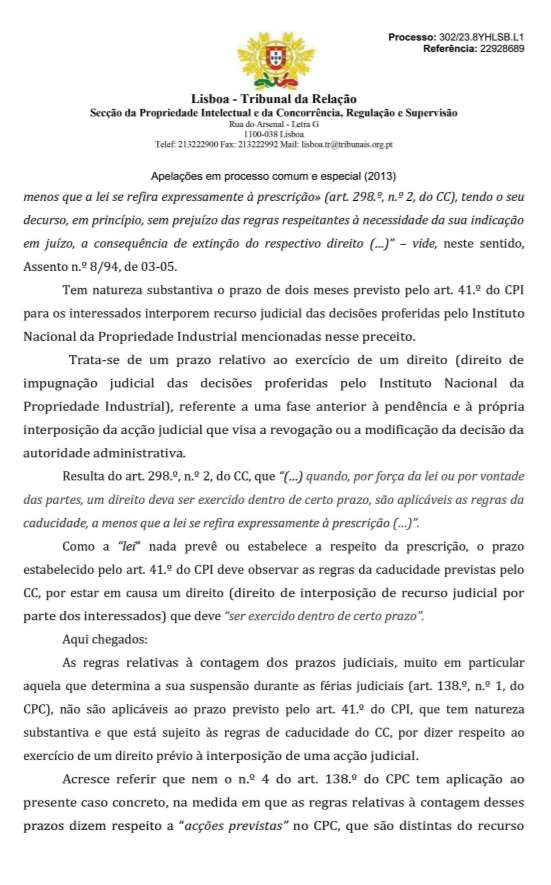 Processo: 302/23.8YHLSB.L1
Referência: 22928689
Lisboa - Tribunal da Relação
Secção da Propriedade Intelectual e da Concorrência, Regulação e Supervisão
Rua do Arsenal - Letra G
1100-038 Lisboa
Telef: 213222900 Fax: 213222992 Mail: lisboa.tr@tribunais.org.pt
Apelações em processo comum e especial (2013)
menos que a lei se refira expressamente à prescrição» (art. 298.º, n.º 2, do CC), tendo o seu
decurso, em princípio, sem prejuízo das regras respeitantes à necessidade da sua indicação
em juízo, a consequência de extinção do respectivo direito (...)” – vide, neste sentido,
Assento n.º 8/94, de 03-05.
Tem natureza substantiva o prazo de dois meses previsto pelo art. 41.º do CPI
para os interessados interporem recurso judicial das decisões proferidas pelo Instituto
Nacional da Propriedade Industrial mencionadas nesse preceito.
Trata-se de um prazo relativo ao exercício de um direito (direito de
impugnação judicial das decisões proferidas pelo Instituto Nacional da
Propriedade Industrial), referente a uma fase anterior à pendência e à própria
interposição da acção judicial que visa a revogação ou a modificação da decisão da
autoridade administrativa.
Resulta do art. 298.º, n.º 2, do CC, que “(...) quando, por força da lei ou por vontade
das partes, um direito deva ser exercido dentro de certo prazo, são aplicáveis as regras da
caducidade, a menos que a lei se refira expressamente à prescrição (...)”.
Como a “lei” nada prevê ou estabelece a respeito da prescrição, o prazo
estabelecido pelo art. 41.º do CPI deve observar as regras da caducidade previstas pelo
CC, por estar em causa um direito (direito de interposição de recurso judicial por
parte dos interessados) que deve “ser exercido dentro de certo prazo”.
Aqui chegados:
As regras relativas à contagem dos prazos judiciais, muito em particular
aquela que determina a sua suspensão durante as férias judiciais (art. 138.º, n.º 1, do
CPC), não são aplicáveis ao prazo previsto pelo art. 41.º do CPI, que tem natureza
substantiva e que está sujeito às regras de caducidade do CC, por dizer respeito ao
exercício de um direito prévio à interposição de uma acção judicial.
Acresce referir que nem o n.º 4 do art. 138.º do CPC tem aplicação ao
presente caso concreto, na medida em que as regras relativas à contagem desses
prazos dizem respeito a “acções previstas” no CPC, que são distintas do recurso